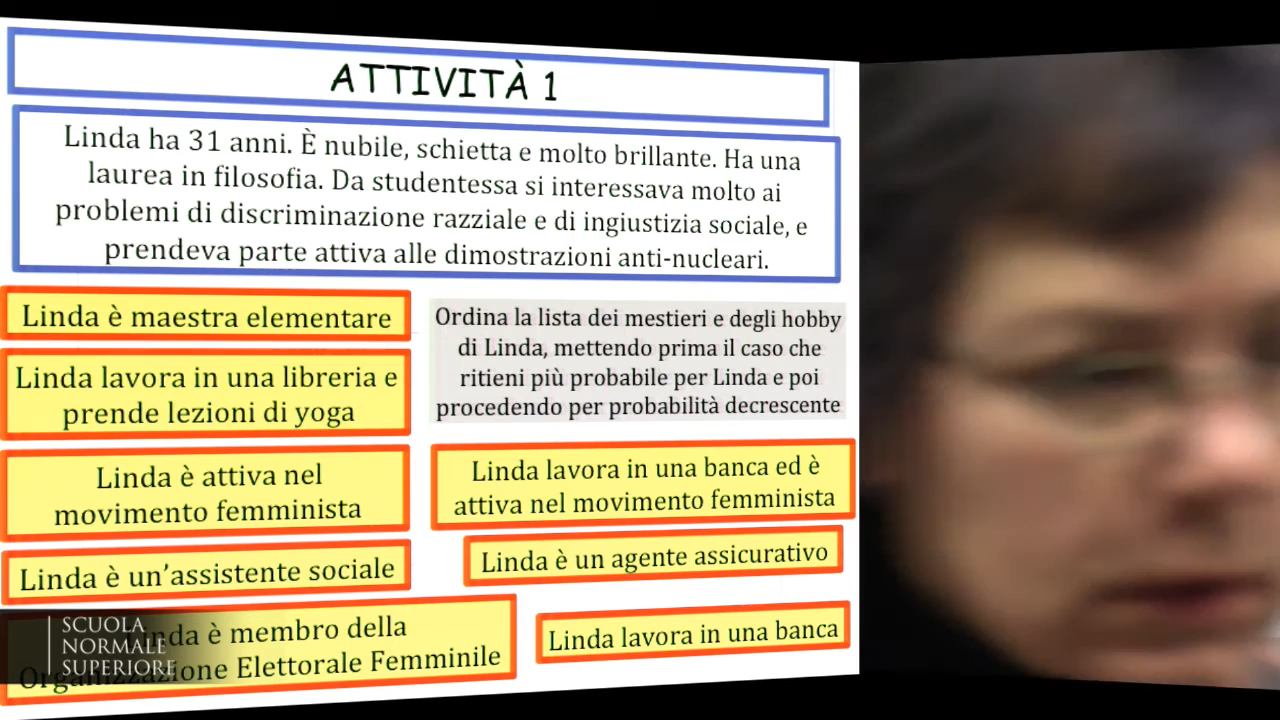 ATTIVITÀ 1
Linda ha 31 anni. È nubile, schietta e molto brillante. Ha una
laurea in filosofia. Da studentessa si interessava molto ai
problemi di discriminazione razziale e di ingiustizia sociale, e
prendeva parte attiva alle dimostrazioni anti-nucleari.
Linda è maestra elementare
Linda lavora in una libreria e
prende lezioni di yoga
Linda è attiva nel
movimento femminista
Linda è un'assistente sociale
Linda è membro della
Organizzazione Elettorale Femminile
Ordina la lista dei mestieri e degli hobby
di Linda, mettendo prima il caso che
ritieni più probabile per Linda e poi
procedendo per probabilità decrescente
Linda lavora in una banca ed è
attiva nel movimento femminista
Linda è un agente assicurativo
Linda lavora in una banca
SCUOLA
NORMALE
SUPERIORE